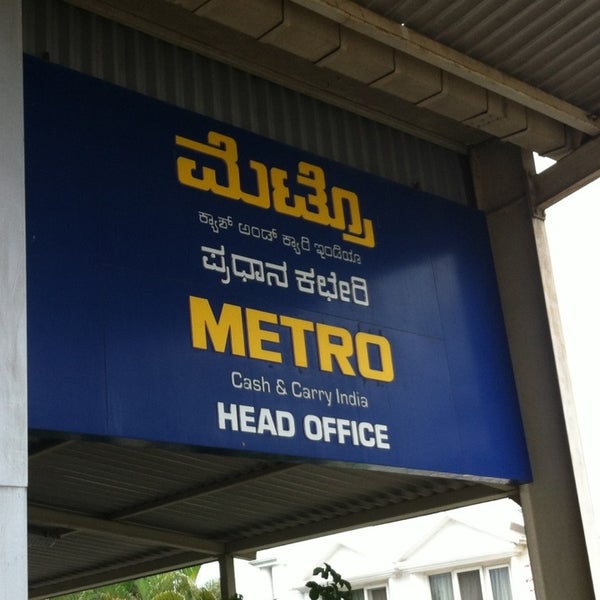 ಮೆಟ್ರೊ
ಕ್ಯಾಶ್ ಅಂಡ್ ಕ್ಯಾರಿ ಇಂಡಿಯಾ
ಪ್ರಧಾನ ಕಛೇರಿ
METRO
Cash & Carry India
HEAD OFFICE